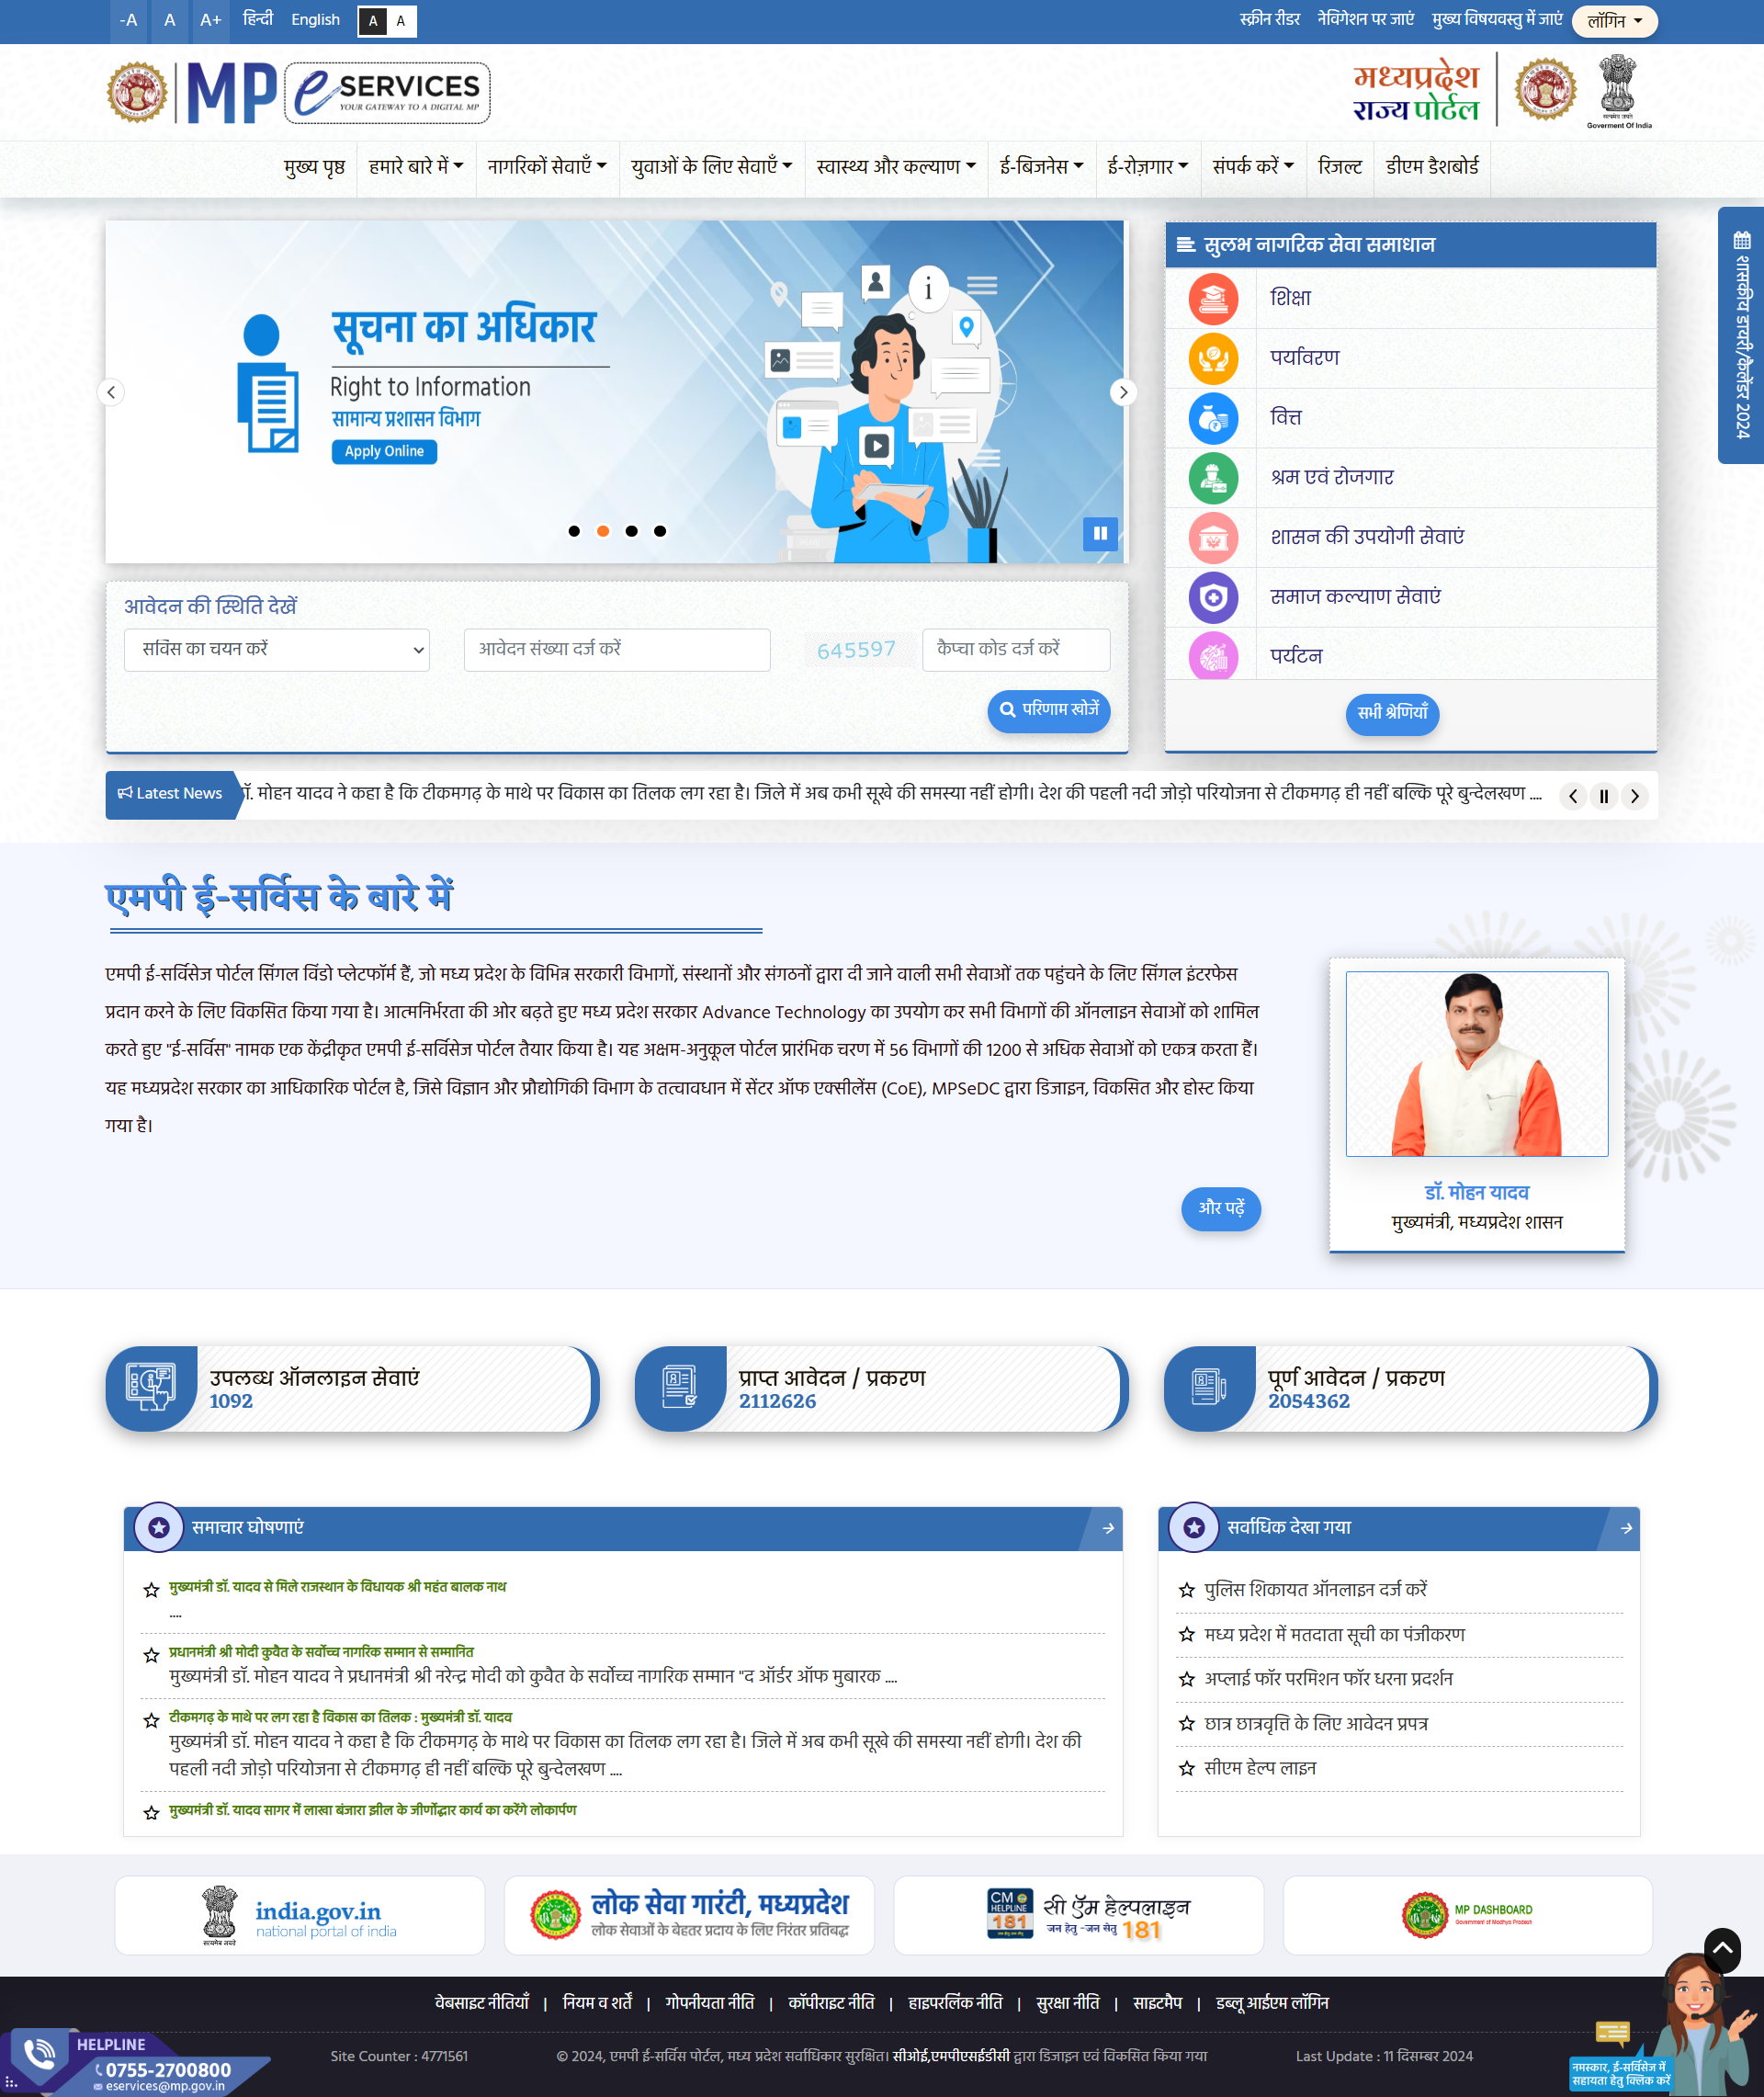 -A A A+ हिन्दी English A A
स्क्रीन रीडर नेविगेशन पर जाएं मुख्य विषयवस्तु में जाएं लॉगिन
MP e SERVICES
YOUR GATEWAY TO A DIGITAL MP
मध्यप्रदेश
राज्य पोर्टल
सत्यमेव जयते
Goverment Of India
मुख्य पृष्ठ हमारे बारे में नागरिकों सेवाएँ युवाओं के लिए सेवाएँ स्वास्थ्य और कल्याण ई-बिजनेस ई-रोज़गार संपर्क करें रिजल्ट डीएम डैशबोर्ड
सूचना का अधिकार
Right to Information
सामान्य प्रशासन विभाग
Apply Online
i
सुलभ नागरिक सेवा समाधान
शिक्षा
पर्यावरण
वित्त
श्रम एवं रोजगार
शासन की उपयोगी सेवाएं
समाज कल्याण सेवाएं
पर्यटन
सभी श्रेणियाँ
शासकीय डायरी/कैलेंडर 2024
आवेदन की स्थिति देखें
सर्विस का चयन करें आवेदन संख्या दर्ज करें 645597 कैप्चा कोड दर्ज करें
परिणाम खोजें
Latest News
डॉ. मोहन यादव ने कहा है कि टीकमगढ़ के माथे पर विकास का तिलक लग रहा है। जिले में अब कभी सूखे की समस्या नहीं होगी। देश की पहली नदी जोड़ो परियोजना से टीकमगढ़ ही नहीं बल्कि पूरे बुन्देलखण ....
एमपी ई-सर्विस के बारे में
एमपी ई-सर्विसेज पोर्टल सिंगल विंडो प्लेटफॉर्म हैं, जो मध्य प्रदेश के विभिन्न सरकारी विभागों, संस्थानों और संगठनों द्वारा दी जाने वाली सभी सेवाओं तक पहुंचने के लिए सिंगल इंटरफेस
प्रदान करने के लिए विकसित किया गया है। आत्मनिर्भरता की ओर बढ़ते हुए मध्य प्रदेश सरकार Advance Technology का उपयोग कर सभी विभागों की ऑनलाइन सेवाओं को शामिल
करते हुए "ई-सर्विस" नामक एक केंद्रीकृत एमपी ई-सर्विसेज पोर्टल तैयार किया है। यह अक्षम-अनुकूल पोर्टल प्रारंभिक चरण में 56 विभागों की 1200 से अधिक सेवाओं को एकत्र करता हैं।
यह मध्यप्रदेश सरकार का आधिकारिक पोर्टल है, जिसे विज्ञान और प्रौद्योगिकी विभाग के तत्वावधान में सेंटर ऑफ एक्सीलेंस (CoE), MPSeDC द्वारा डिजाइन, विकसित और होस्ट किया
गया है।
और पढ़ें
डॉ. मोहन यादव
मुख्यमंत्री, मध्यप्रदेश शासन
उपलब्ध ऑनलाइन सेवाएं
1092
प्राप्त आवेदन / प्रकरण
2112626
पूर्ण आवेदन / प्रकरण
2054362
समाचार घोषणाएं
मुख्यमंत्री डॉ. यादव से मिले राजस्थान के विधायक श्री महंत बालक नाथ
....
प्रधानमंत्री श्री मोदी कुवैत के सर्वोच्च नागरिक सम्मान से सम्मानित
मुख्यमंत्री डॉ. मोहन यादव ने प्रधानमंत्री श्री नरेन्द्र मोदी को कुवैत के सर्वोच्च नागरिक सम्मान "द ऑर्डर ऑफ मुबारक ....
टीकमगढ़ के माथे पर लग रहा है विकास का तिलक : मुख्यमंत्री डॉ. यादव
मुख्यमंत्री डॉ. मोहन यादव ने कहा है कि टीकमगढ़ के माथे पर विकास का तिलक लग रहा है। जिले में अब कभी सूखे की समस्या नहीं होगी। देश की
पहली नदी जोड़ो परियोजना से टीकमगढ़ ही नहीं बल्कि पूरे बुन्देलखण ....
मुख्यमंत्री डॉ. यादव सागर में लाखा बंजारा झील के जीर्णोद्धार कार्य का करेंगे लोकार्पण
सर्वाधिक देखा गया
पुलिस शिकायत ऑनलाइन दर्ज करें
मध्य प्रदेश में मतदाता सूची का पंजीकरण
अप्लाई फॉर परमिशन फॉर धरना प्रदर्शन
छात्र छात्रवृत्ति के लिए आवेदन प्रपत्र
सीएम हेल्प लाइन
सत्यमेव जयते
india.gov.in
national portal of india
लोक सेवा गारंटी, मध्यप्रदेश
लोक सेवाओं के बेहतर प्रदाय के लिए निरंतर प्रतिबद्ध
CM
HELPLINE
181
सी एम हेल्पलाइन
जन हेतु -जन सेतु 181
MP DASHBOARD
Government of Madhya Pradesh
वेबसाइट नीतियाँ | नियम व शर्तें | गोपनीयता नीति | कॉपीराइट नीति | हाइपरलिंक नीति | सुरक्षा नीति | साइटमैप | डब्लू आईएम लॉगिन
Site Counter : 4771561
© 2024, एमपी ई-सर्विस पोर्टल, मध्य प्रदेश सर्वाधिकार सुरक्षित। सीओई,एमपीएसईडीसी द्वारा डिजाइन एवं विकसित किया गया
Last Update : 11 दिसम्बर 2024
HELPLINE
0755-2700800
eservices@mp.gov.in
नमस्कार, ई-सर्विसेज में
सहायता हेतु क्लिक करें